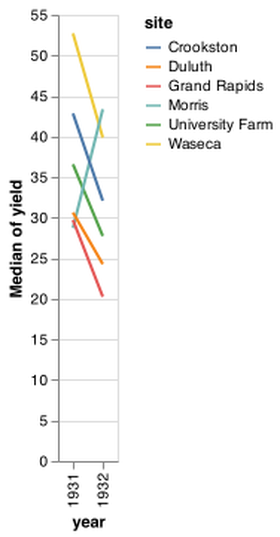 55
50
45
40
35
30
25
20
15
10
5
0
Median of yield
1931
1932
year
site
Crookston
Duluth
Grand Rapids
Morris
University Farm
Waseca